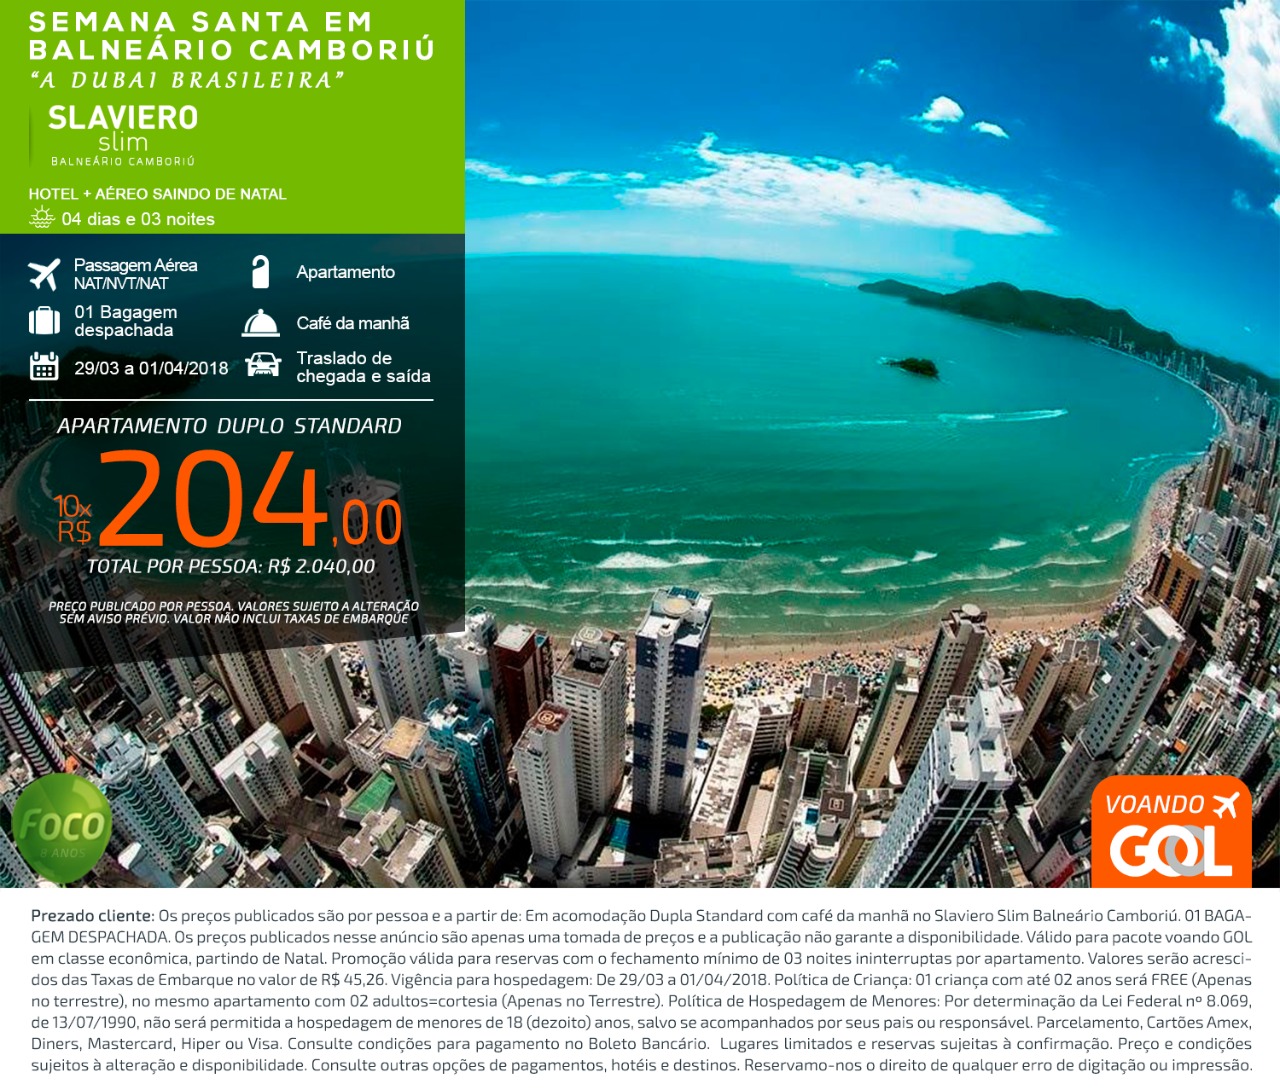 SEMANA SANTA EM
BALNEÁRIO CAMBORIÚ
“A DUBAI BRASILEIRA”
SLAVIERO
slim
BALNEÁRIO CAMBORIÚ
HOTEL + AÉREO SAINDO DE NATAL
04 dias e 03 noites
Passagem Aérea
NAT/NVT/NAT
Apartamento
01 Bagagem
despachada
Café da manhã
29/03 a 01/04/2018
Traslado de
chegada e saída
APARTAMENTO DUPLO STANDARD
10x
R$ 204,00
TOTAL POR PESSOA: R$ 2.040,00
PREÇO PUBLICADO POR PESSOA. VALORES SUJEITO A ALTERAÇÃO
SEM AVISO PRÉVIO. VALOR NÃO INCLUI TAXAS DE EMBARQUE
FOCO
8 ANOS
VOANDO
GOL
Prezado cliente: Os preços publicados são por pessoa e a partir de: Em acomodação Dupla Standard com café da manhã no Slaviero Slim Balneário Camboriú. 01 BAGA-
GEM DESPACHADA. Os preços publicados nesse anúncio são apenas uma tomada de preços e a publicação não garante a disponibilidade. Válido para pacote voando GOL
em classe econômica, partindo de Natal. Promoção válida para reservas com o fechamento mínimo de 03 noites ininterruptas por apartamento. Valores serão acresci-
dos das Taxas de Embarque no valor de R$ 45,26. Vigência para hospedagem: De 29/03 a 01/04/2018. Política de Criança: 01 criança com até 02 anos será FREE (Apenas
no terrestre), no mesmo apartamento com 02 adultos=cortesia (Apenas no Terrestre). Política de Hospedagem de Menores: Por determinação da Lei Federal nº 8.069,
de 13/07/1990, não será permitida a hospedagem de menores de 18 (dezoito) anos, salvo se acompanhados por seus pais ou responsável. Parcelamento, Cartões Amex,
Diners, Mastercard, Hiper ou Visa. Consulte condições para pagamento no Boleto Bancário. Lugares limitados e reservas sujeitas à confirmação. Preço e condições
sujeitos à alteração e disponibilidade. Consulte outras opções de pagamentos, hotéis e destinos. Reservamo-nos o direito de qualquer erro de digitação ou impressão.